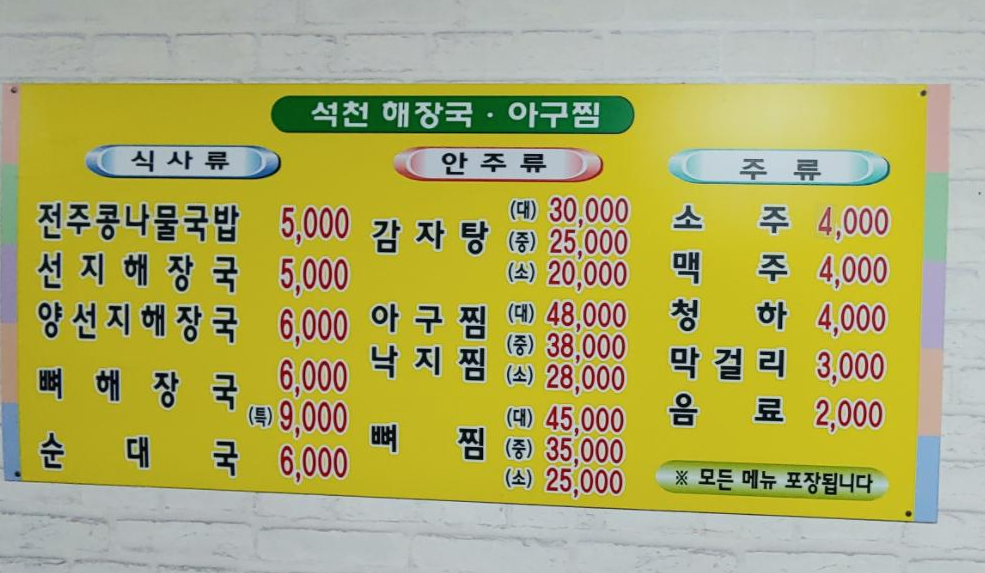 석천 해장국 · 아구찜
식사류
전주콩나물국밥 5,000
선지해장국 5,000
양선지해장국 6,000
뼈해장국 6,000
(특) 9,000
순대국 6,000
안주류
감자탕 (대) 30,000
(중) 25,000
(소) 20,000
아구찜 (대) 48,000
낙지찜 (중) 38,000
(소) 28,000
뼈찜 (대) 45,000
(중) 35,000
(소) 25,000
주류
소주 4,000
맥주 4,000
청하 4,000
막걸리 3,000
음료 2,000
※ 모든 메뉴 포장됩니다